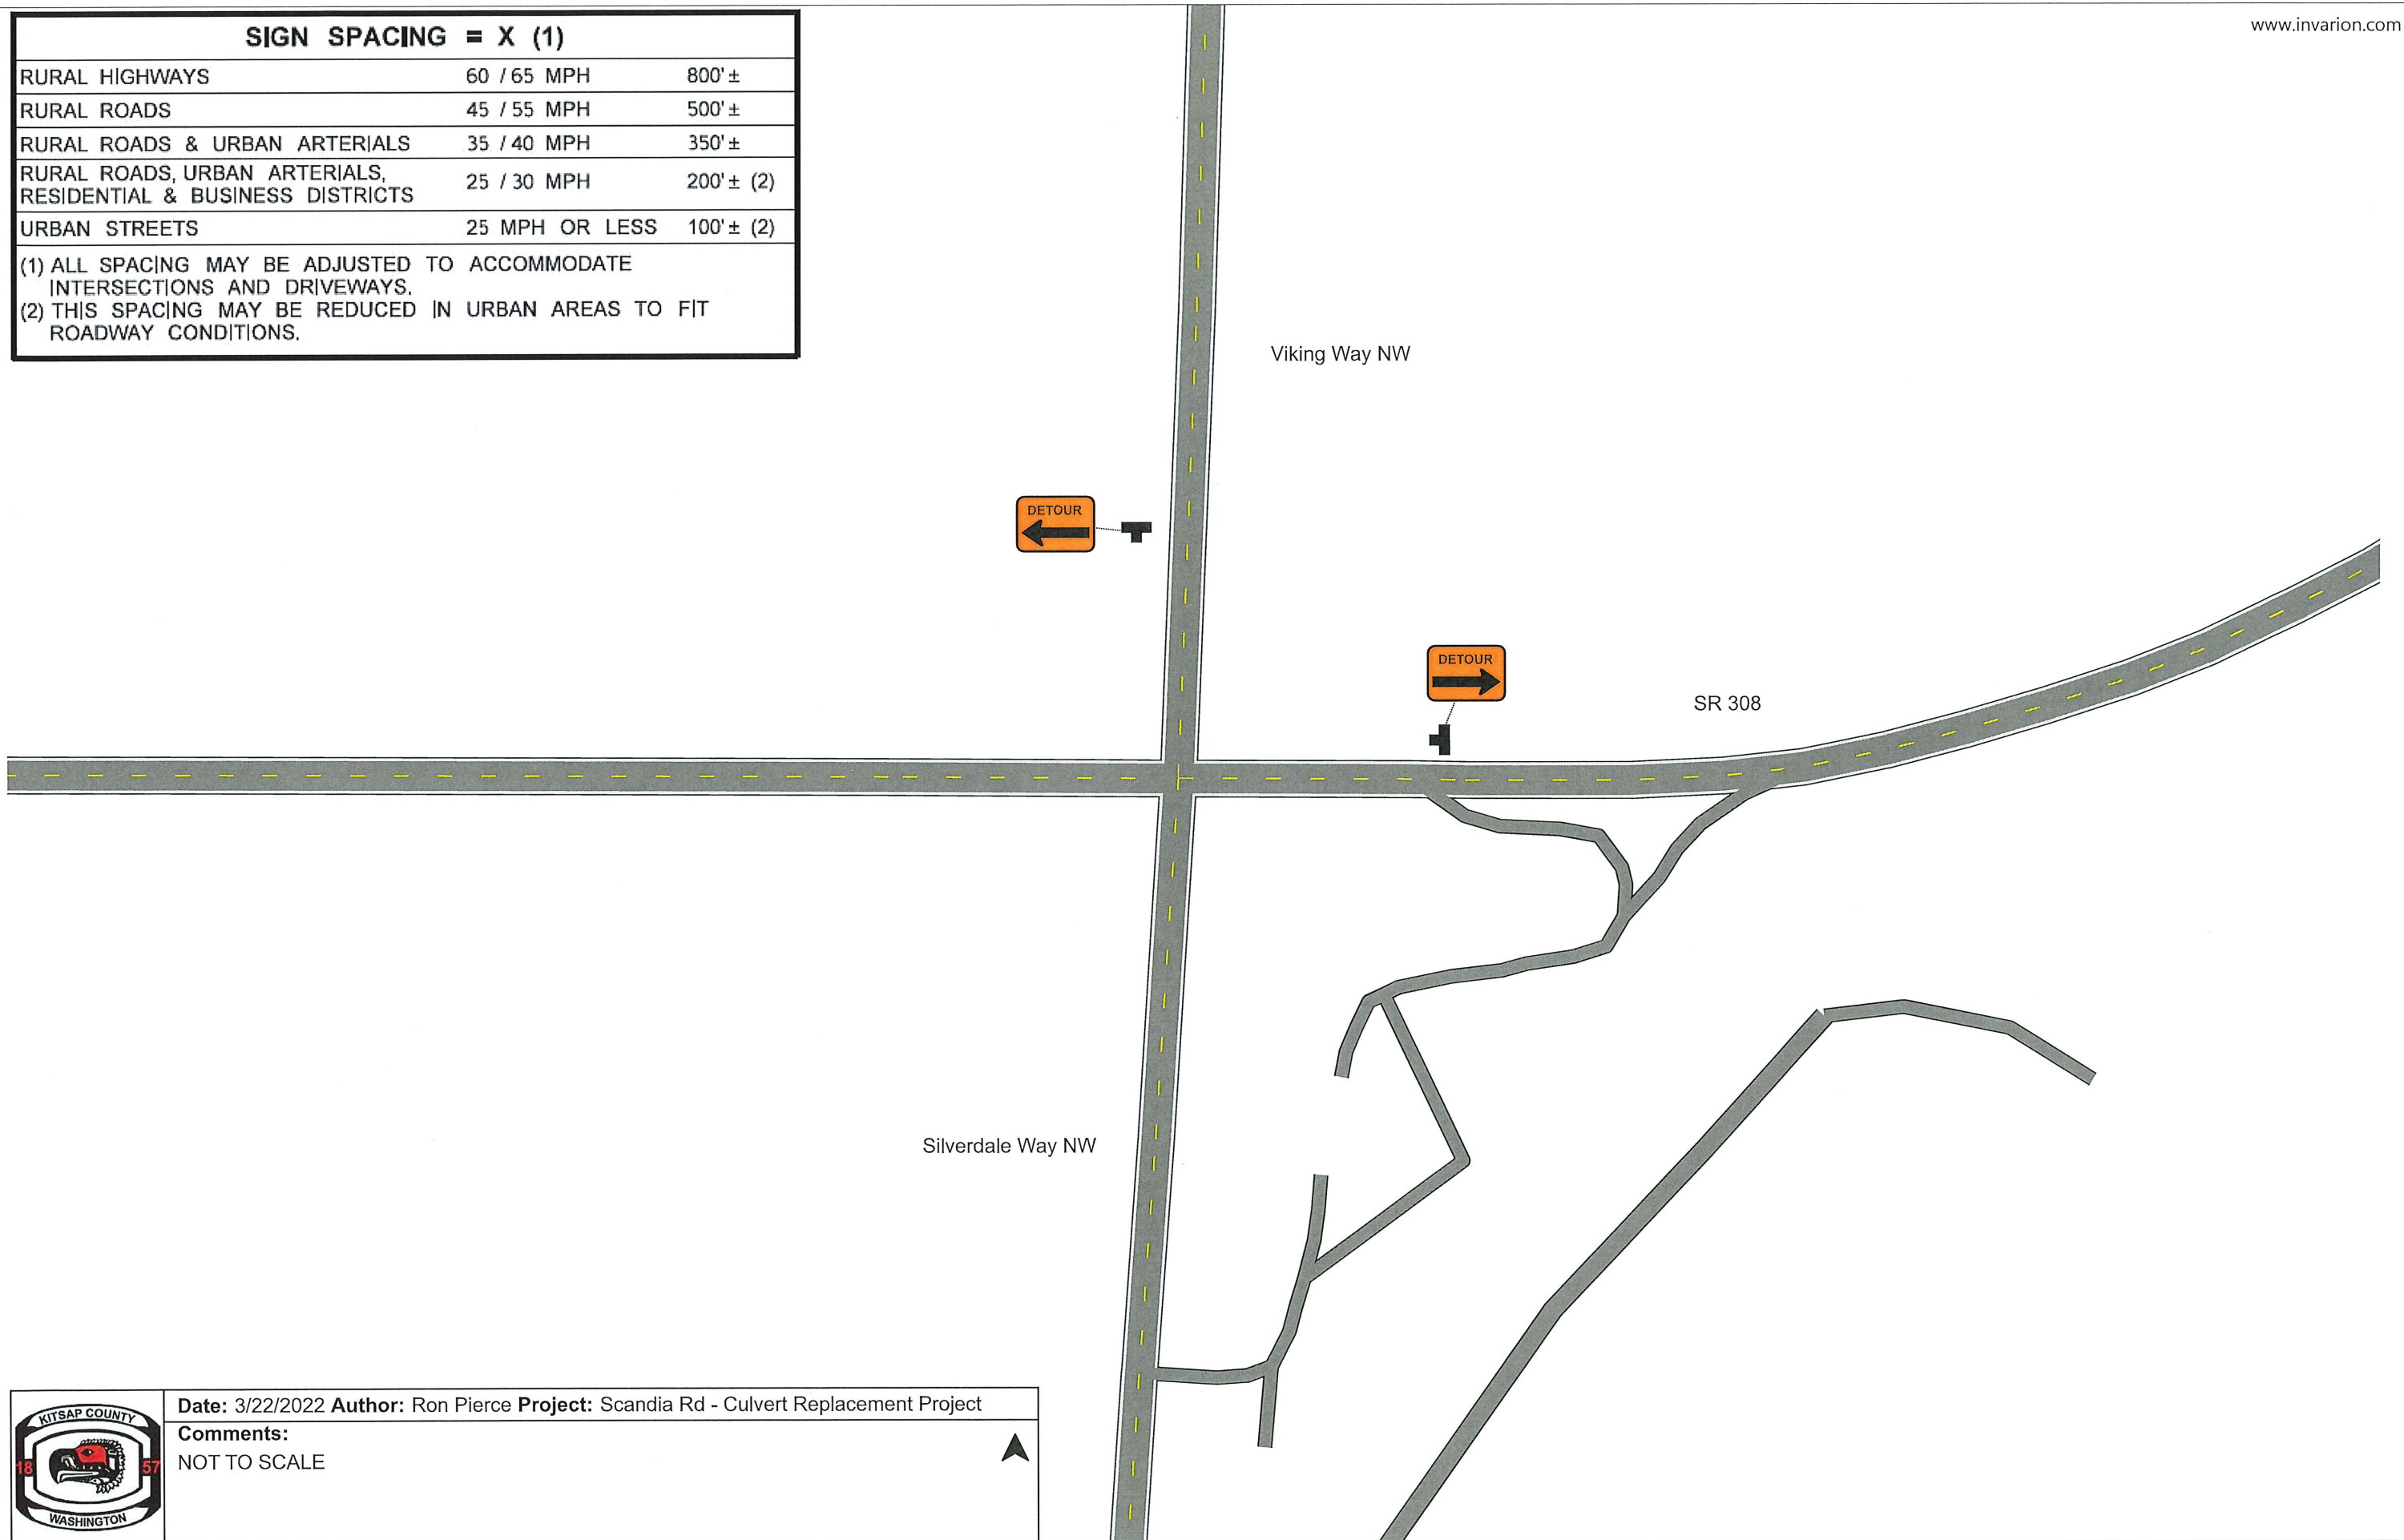 www.invarion.com
SIGN SPACING = X (1)
RURAL HIGHWAYS 60 / 65 MPH 800' ±
RURAL ROADS 45 / 55 MPH 500' ±
RURAL ROADS & URBAN ARTERIALS 35 / 40 MPH 350' ±
RURAL ROADS, URBAN ARTERIALS,
RESIDENTIAL & BUSINESS DISTRICTS 25 / 30 MPH 200' ± (2)
URBAN STREETS 25 MPH OR LESS 100' ± (2)
(1) ALL SPACING MAY BE ADJUSTED TO ACCOMMODATE
INTERSECTIONS AND DRIVEWAYS.
(2) THIS SPACING MAY BE REDUCED IN URBAN AREAS TO FIT
ROADWAY CONDITIONS.
Viking Way NW
DETOUR
DETOUR
SR 308
Silverdale Way NW
KITSAP COUNTY
18 57
WASHINGTON
Date: 3/22/2022 Author: Ron Pierce Project: Scandia Rd - Culvert Replacement Project
Comments:
NOT TO SCALE